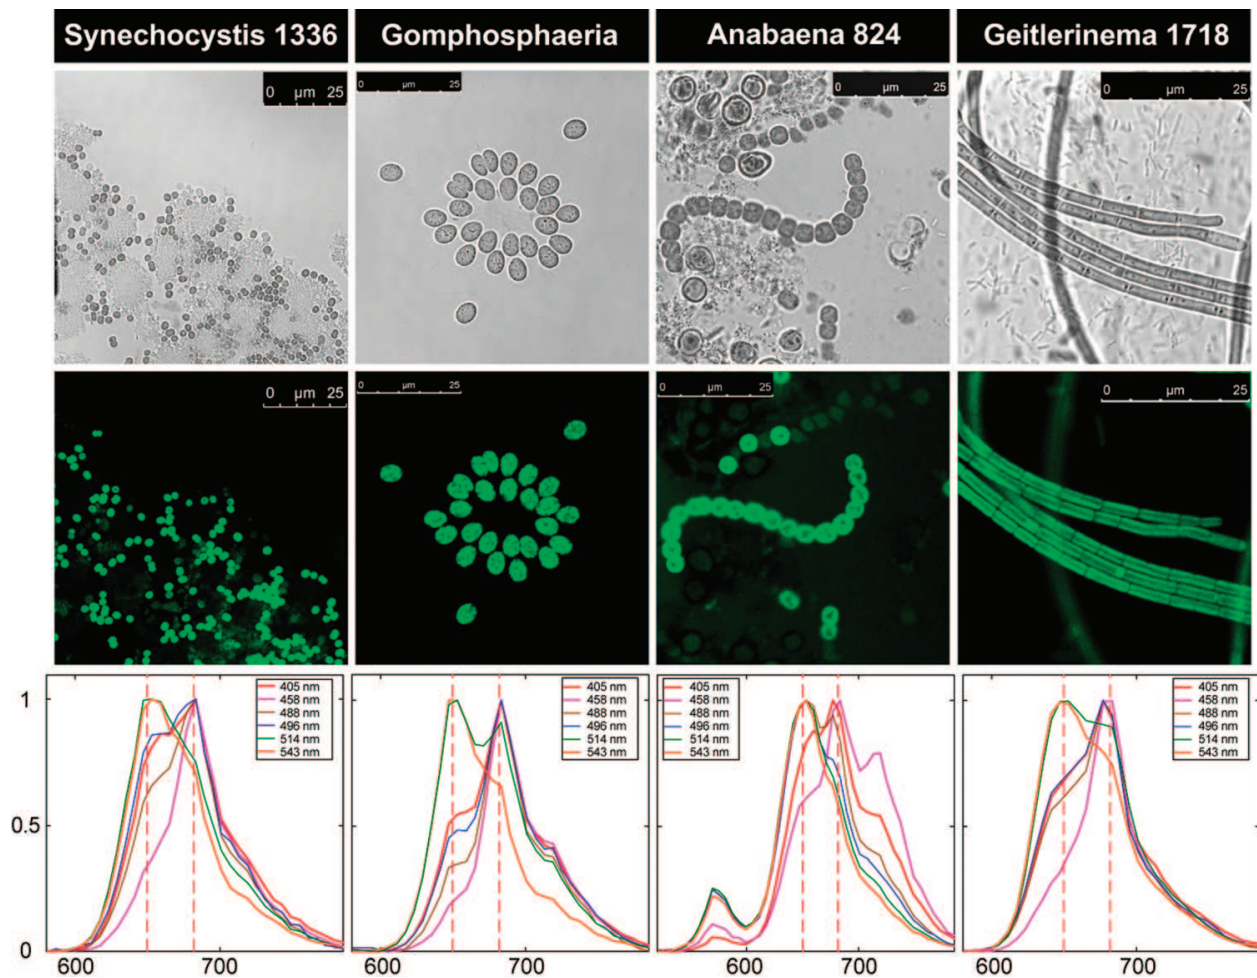 Synechocystis 1336 Gomphosphaeria Anabaena 824 Geitlerinema 1718
0 µm 25 0 µm 25 0 µm 25 0 µm 25
0 µm 25 0 µm 25 0 µm 25 0 µm 25
1
0.5
0
405 nm
458 nm
488 nm
496 nm
514 nm
543 nm
405 nm
458 nm
488 nm
496 nm
514 nm
543 nm
405 nm
458 nm
488 nm
496 nm
514 nm
543 nm
405 nm
458 nm
488 nm
496 nm
514 nm
543 nm
600 700 600 700 600 700 600 700